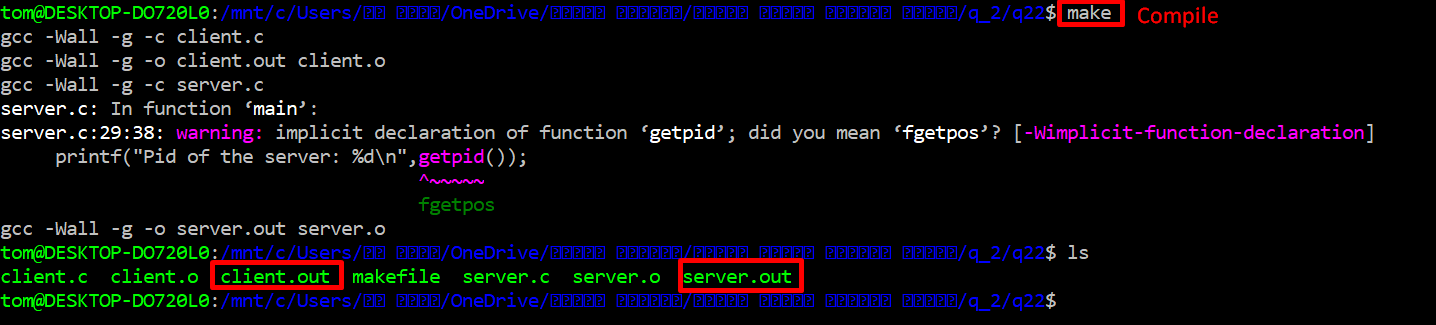 tom@DESKTOP-DO720L0:/mnt/c/Users/ /OneDrive/ / /q_2/q22$ make Compile
gcc -Wall -g -c client.c
gcc -Wall -g -o client.out client.o
gcc -Wall -g -c server.c
server.c: In function ‘main’:
server.c:29:38: warning: implicit declaration of function ‘getpid’; did you mean ‘fgetpos’? [-Wimplicit-function-declaration]
printf("Pid of the server: %d\n",getpid());
^~~~~~
fgetpos
gcc -Wall -g -o server.out server.o
tom@DESKTOP-DO720L0:/mnt/c/Users/ /OneDrive/ / /q_2/q22$ ls
client.c client.o client.out makefile server.c server.o server.out
tom@DESKTOP-DO720L0:/mnt/c/Users/ /OneDrive/ / /q_2/q22$